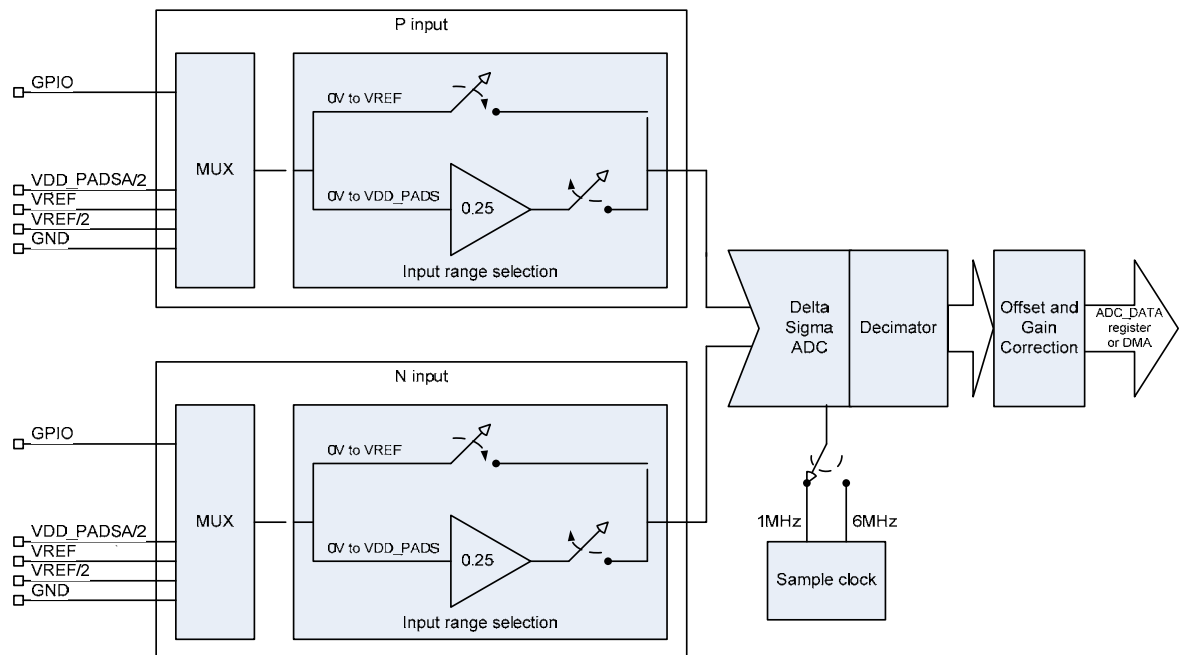 P input
GPIO
VDD_PADSA/2
VREF
VREF/2
GND
MUX
0V to VREF
0V to VDD_PADS
0.25
Input range selection
N input
GPIO
VDD_PADSA/2
VREF
VREF/2
GND
MUX
0V to VREF
0V to VDD_PADS
0.25
Input range selection
Delta
Sigma
ADC
Decimator
Offset and
Gain
Correction
ADC_DATA
register
or DMA
1MHz
6MHz
Sample clock